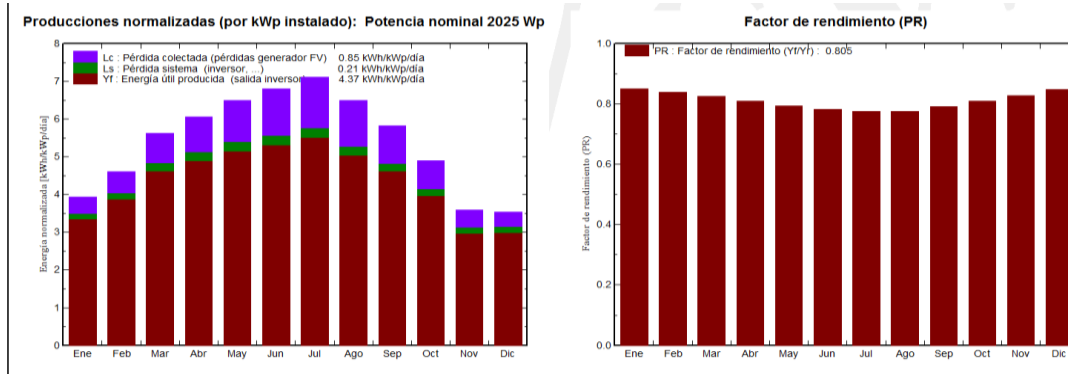 Producciones normalizadas (por kWp instalado): Potencia nominal 2025 Wp
Lc : Pérdida colectada (pérdidas generador FV) 0.85 kWh/kWp/día
Ls : Pérdida sistema (inversor, ...) 0.21 kWh/kWp/día
Yf : Energía útil producida (salida inversor) 4.37 kWh/kWp/día
Energía normalizada [kWh/kWp/día]
8
7
6
5
4
3
2
1
0
Ene Feb Mar Abr May Jun Jul Ago Sep Oct Nov Dic
Factor de rendimiento (PR)
PR : Factor de rendimiento (Yf/Yr) : 0.805
Factor de rendimiento (PR)
1.0
0.8
0.6
0.4
0.2
0.0
Ene Feb Mar Abr May Jun Jul Ago Sep Oct Nov Dic